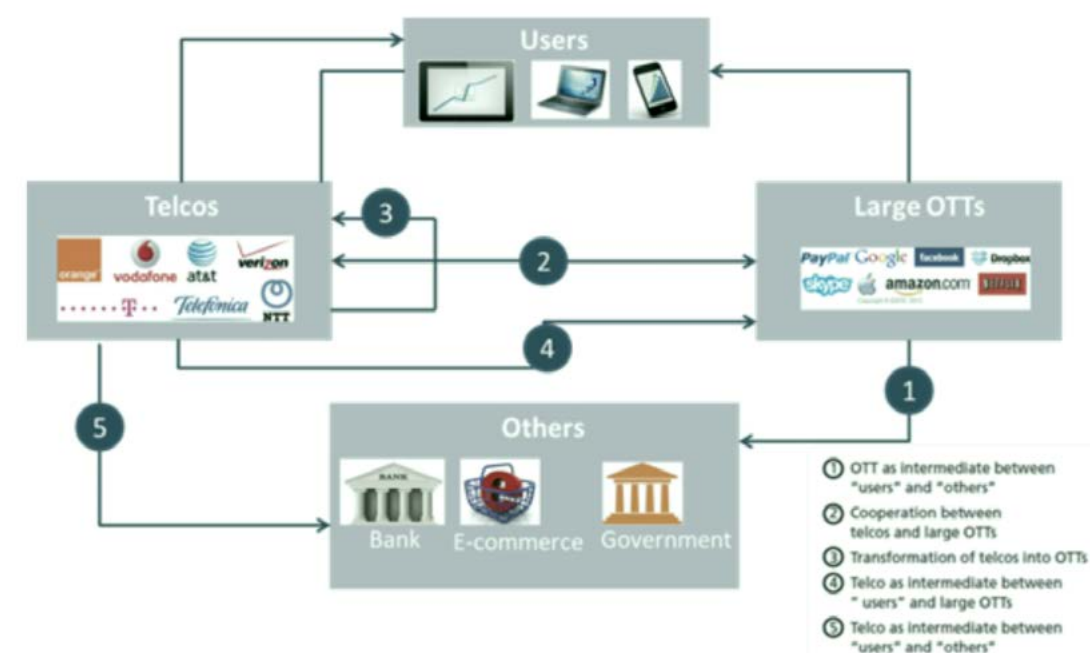 Users
Telcos
3
orange
vodafone
at&t
verizon
T
Telefónica
NTT
2
Large OTTs
PayPal Google facebook Dropbox
skype amazon.com NETFLIX
4
1
5
Others
BANK
Bank
E-commerce
Government
1 OTT as intermediate between
"users" and "others"
2 Cooperation between
telcos and large OTTs
3 Transformation of telcos into OTTs
4 Telco as intermediate between
" users" and large OTTs
5 Telco as intermediate between
"users" and "others"